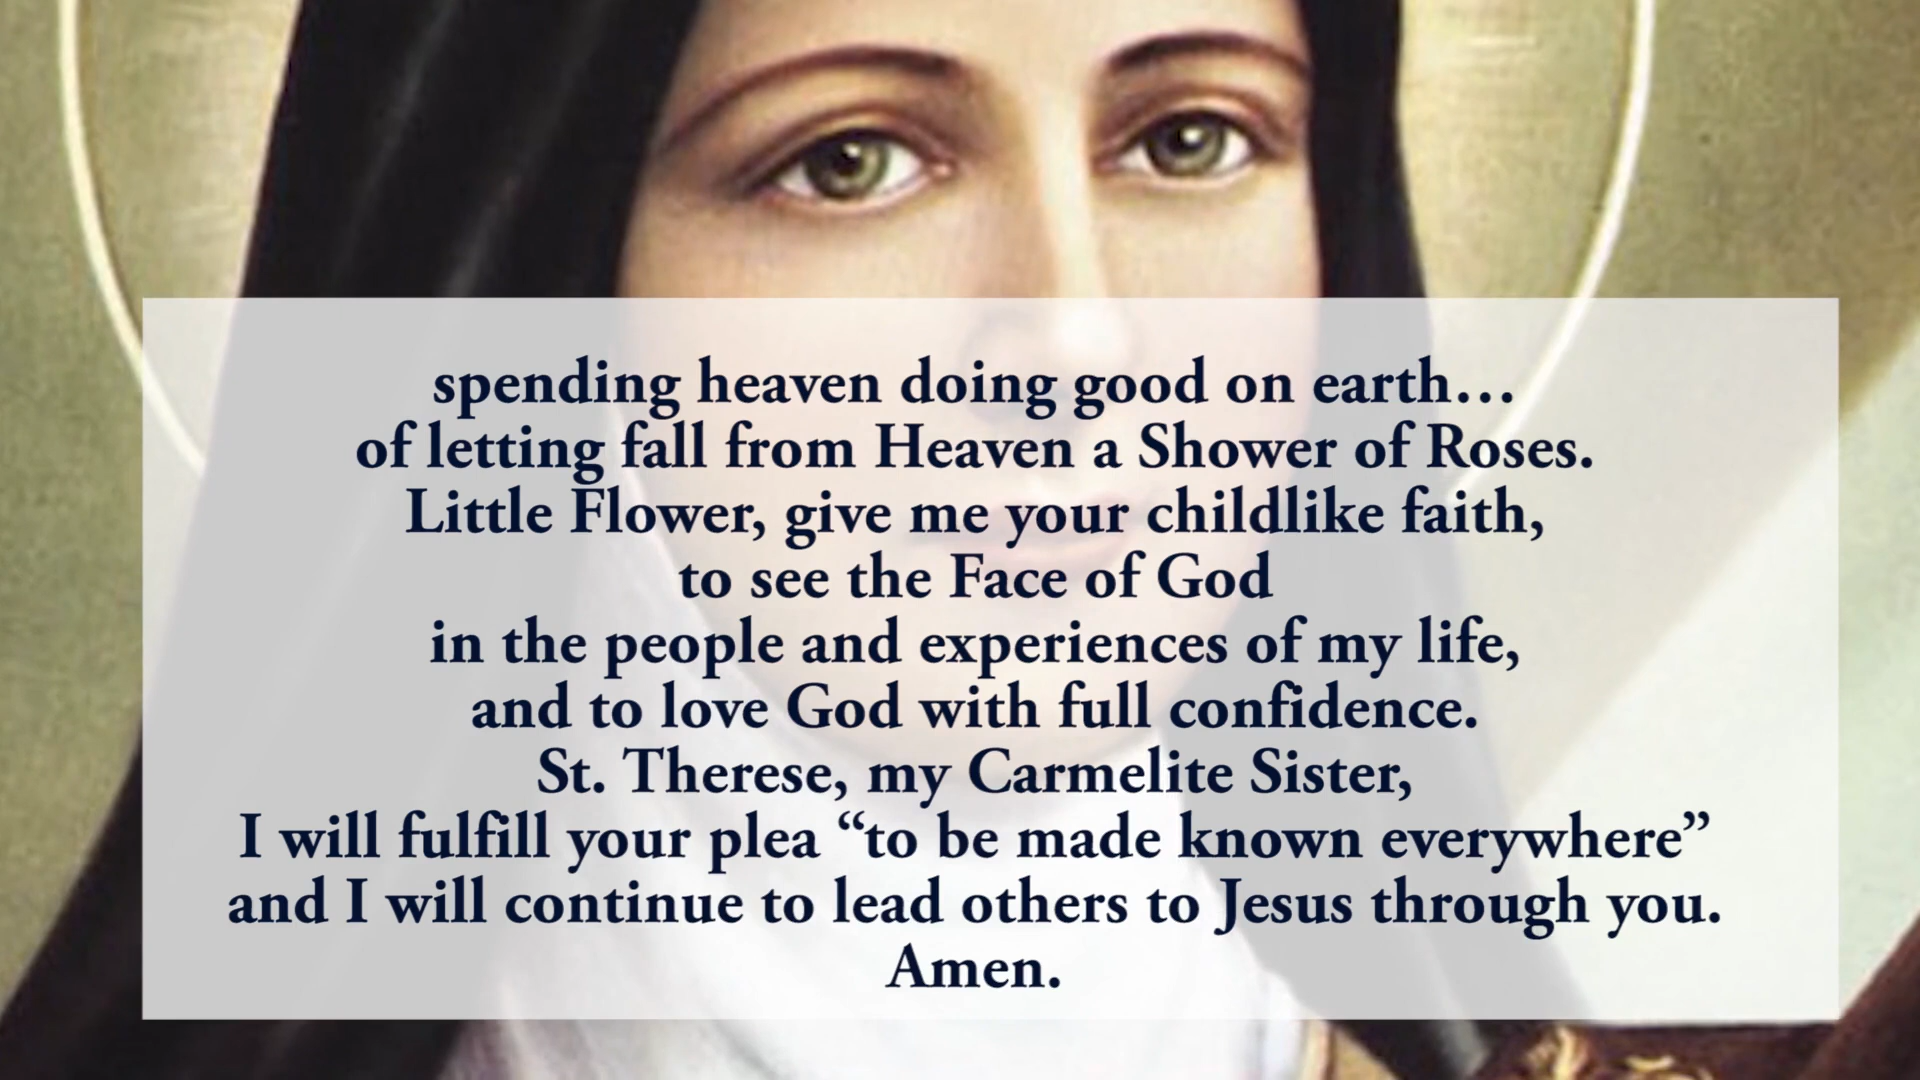 spending heaven doing good on earth…
of letting fall from Heaven a Shower of Roses.
Little Flower, give me your childlike faith,
to see the Face of God
in the people and experiences of my life,
and to love God with full confidence.
St. Therese, my Carmelite Sister,
I will fulfill your plea “to be made known everywhere”
and I will continue to lead others to Jesus through you.
Amen.